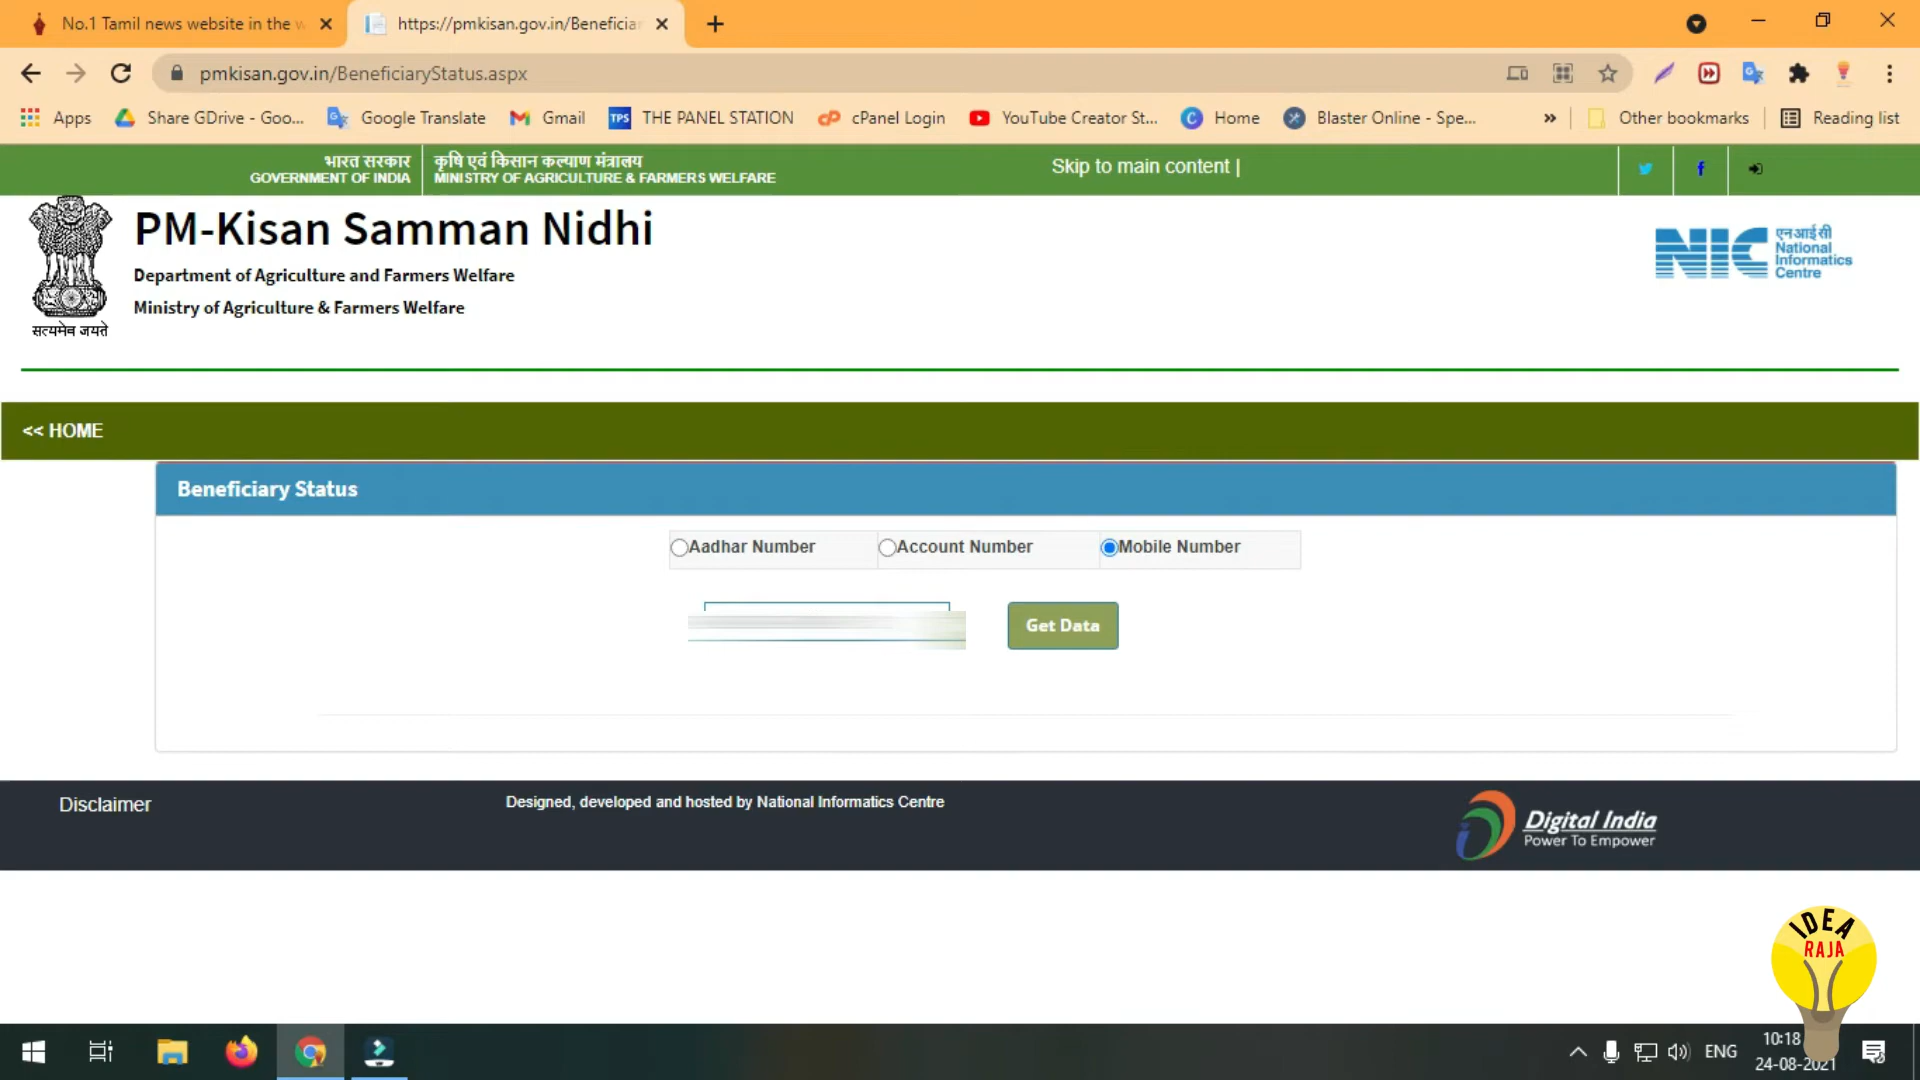 No.1 Tamil news website in the w
https://pmkisan.gov.in/Beneficiar
pmkisan.gov.in/BeneficiaryStatus.aspx
Apps
Share GDrive - Goo...
Google Translate
Gmail
TPS THE PANEL STATION
cPanel Login
YouTube Creator St...
Home
Blaster Online - Spe...
Other bookmarks
Reading list
भारत सरकार
GOVERNMENT OF INDIA
कृषि एवं किसान कल्याण मंत्रालय
MINISTRY OF AGRICULTURE & FARMERS WELFARE
Skip to main content |
PM-Kisan Samman Nidhi
Department of Agriculture and Farmers Welfare
Ministry of Agriculture & Farmers Welfare
सत्यमेव जयते
NIC
एन आई सी
National
Informatics
Centre
<< HOME
Beneficiary Status
Aadhar Number
Account Number
Mobile Number
Get Data
Disclaimer
Designed, developed and hosted by National Informatics Centre
Digital India
Power To Empower
IDEA
RAJA
ENG
10:18
24-08-2021